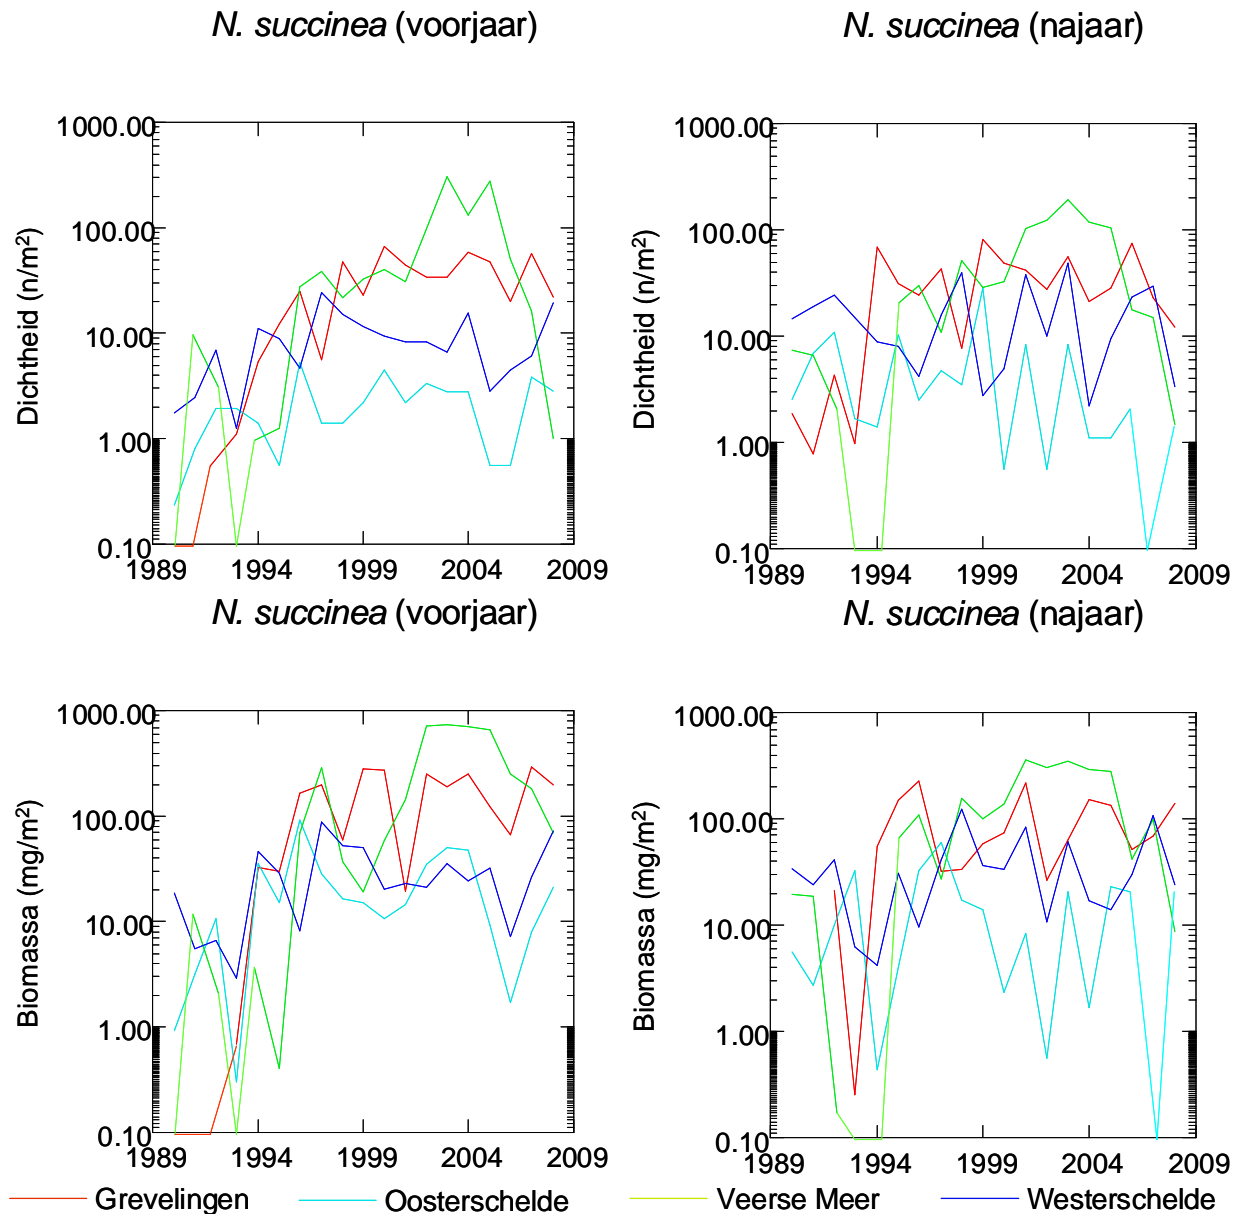 N. succinea (voorjaar)
N. succinea (najaar)
Dichtheid (n/m²)
1000.00
100.00
10.00
1.00
0.10
1989 1994 1999 2004 2009
Dichtheid (n/m²)
1000.00
100.00
10.00
1.00
0.10
1989 1994 1999 2004 2009
N. succinea (voorjaar)
N. succinea (najaar)
Biomassa (mg/m²)
1000.00
100.00
10.00
1.00
0.10
1989 1994 1999 2004 2009
Biomassa (mg/m²)
1000.00
100.00
10.00
1.00
0.10
1989 1994 1999 2004 2009
Grevelingen Oosterschelde Veerse Meer Westerschelde